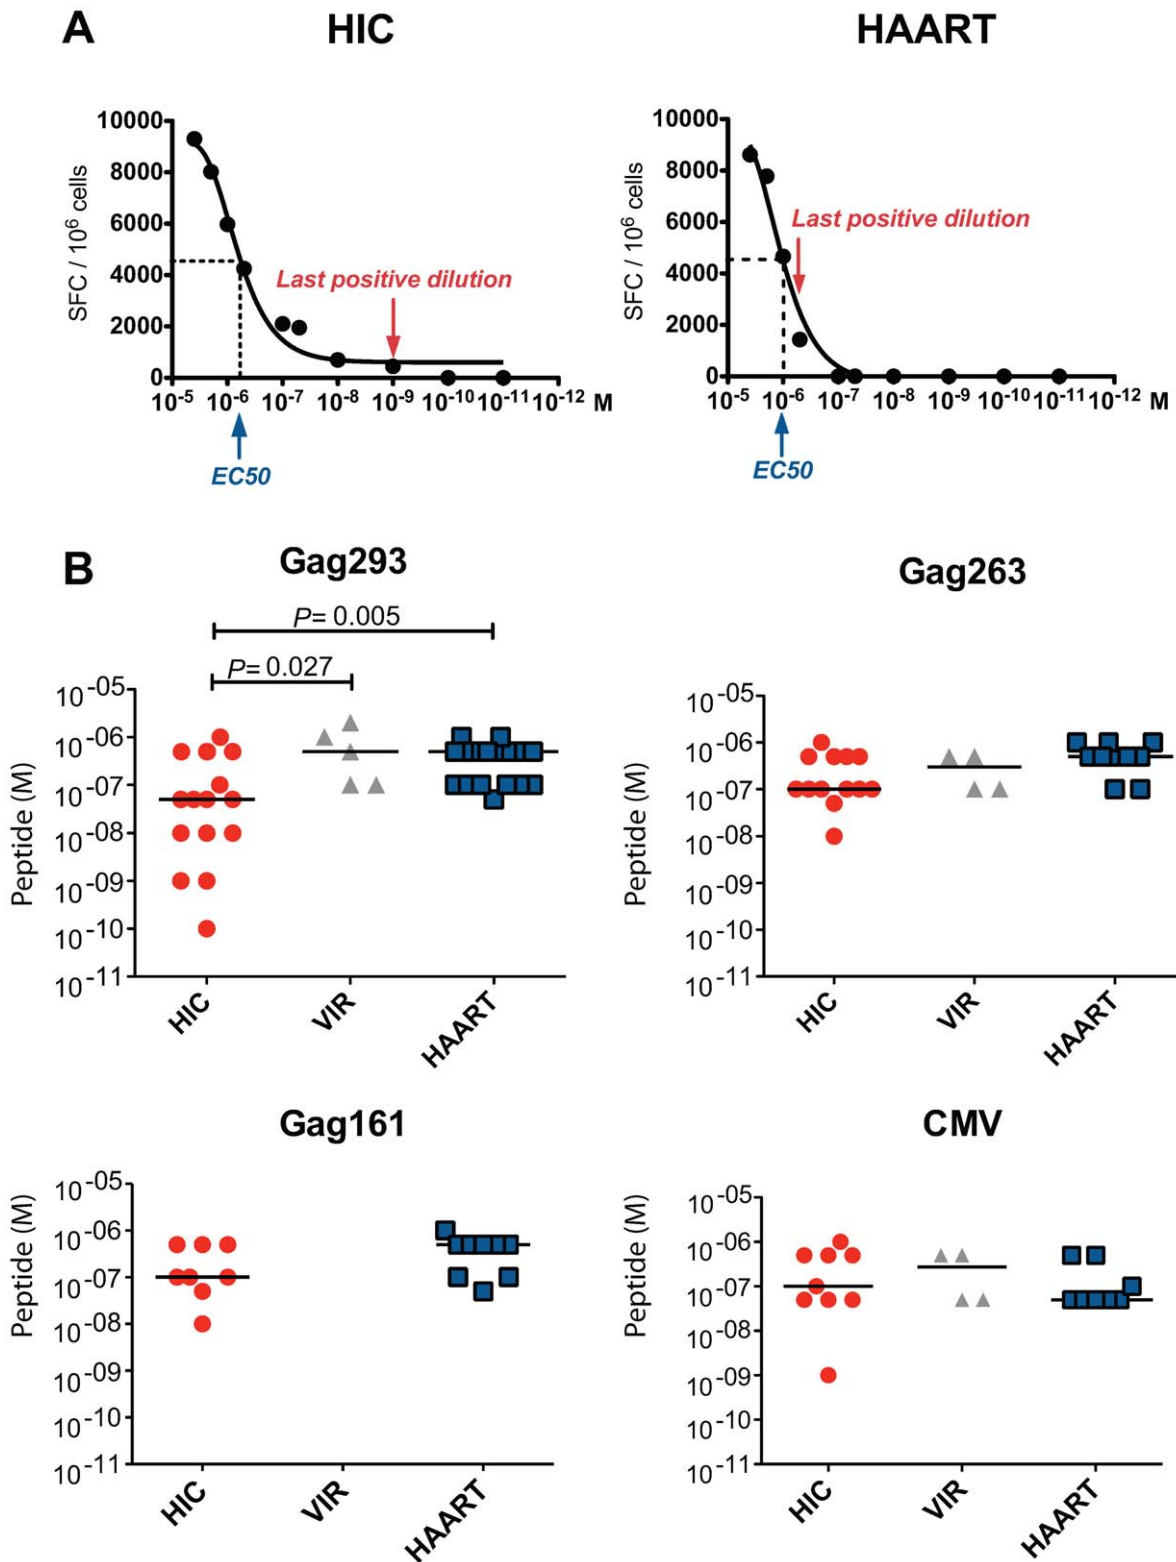 A
HIC
HAART
SFC / 10⁶ cells
10000
8000
6000
4000
2000
0
Last positive dilution
10⁻⁵ 10⁻⁶ 10⁻⁷ 10⁻⁸ 10⁻⁹ 10⁻¹⁰ 10⁻¹¹ 10⁻¹² M
EC50
SFC / 10⁶ cells
10000
8000
6000
4000
2000
0
Last positive dilution
10⁻⁵ 10⁻⁶ 10⁻⁷ 10⁻⁸ 10⁻⁹ 10⁻¹⁰ 10⁻¹¹ 10⁻¹² M
EC50
B
Gag293
P= 0.005
P= 0.027
Peptide (M)
10⁻⁰⁵
10⁻⁰⁶
10⁻⁰⁷
10⁻⁰⁸
10⁻⁰⁹
10⁻¹⁰
10⁻¹¹
HIC VIR HAART
Gag263
Peptide (M)
10⁻⁰⁵
10⁻⁰⁶
10⁻⁰⁷
10⁻⁰⁸
10⁻⁰⁹
10⁻¹⁰
10⁻¹¹
HIC VIR HAART
Gag161
Peptide (M)
10⁻⁰⁵
10⁻⁰⁶
10⁻⁰⁷
10⁻⁰⁸
10⁻⁰⁹
10⁻¹⁰
10⁻¹¹
HIC VIR HAART
CMV
Peptide (M)
10⁻⁰⁵
10⁻⁰⁶
10⁻⁰⁷
10⁻⁰⁸
10⁻⁰⁹
10⁻¹⁰
10⁻¹¹
HIC VIR HAART